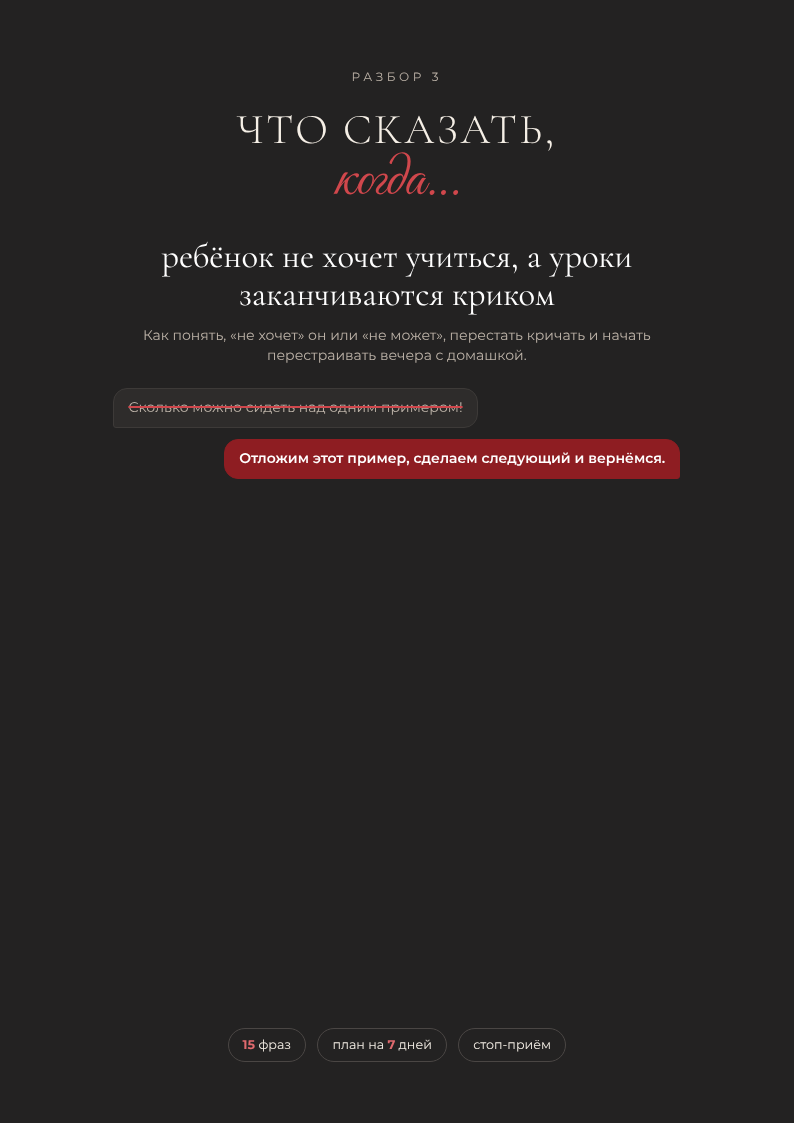 РАЗБОР 3
ЧТО СКАЗАТЬ,
когда...
ребёнок не хочет учиться, а уроки
заканчиваются криком
Как понять, «не хочет» он или «не может», перестать кричать и начать
перестраивать вечера с домашкой.
Сколько можно сидеть над одним примером!
Отложим этот пример, сделаем следующий и вернёмся.
15 фраз план на 7 дней стоп-приём